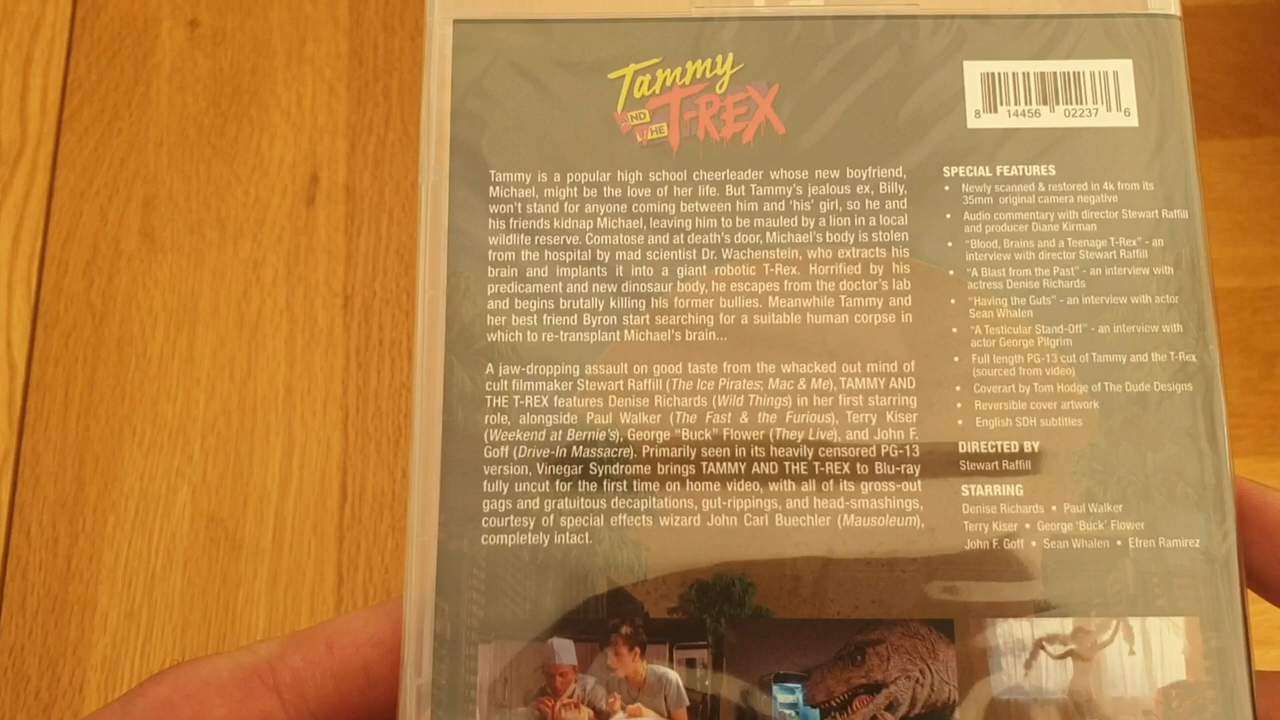 Tammy
AND THE T-REX
8 14456 02237 6
Tammy is a popular high school cheerleader whose new boyfriend,
Michael, might be the love of her life. But Tammy's jealous ex, Billy,
won't stand for anyone coming between him and 'his' girl, so he and
his friends kidnap Michael, leaving him to be mauled by a lion in a local
wildlife reserve. Comatose and at death's door, Michael's body is stolen
from the hospital by mad scientist Dr. Wachenstein, who extracts his
brain and implants it into a giant robotic T-Rex. Horrified by his
predicament and new dinosaur body, he escapes from the doctor's lab
and begins brutally killing his former bullies. Meanwhile Tammy and
her best friend Byron start searching for a suitable human corpse in
which to re-transplant Michael's brain...
A jaw-dropping assault on good taste from the whacked out mind of
cult filmmaker Stewart Raffill (The Ice Pirates; Mac & Me), TAMMY AND
THE T-REX features Denise Richards (Wild Things) in her first starring
role, alongside Paul Walker (The Fast & the Furious), Terry Kiser
(Weekend at Bernie's), George "Buck" Flower (They Live), and John F.
Goff (Drive-In Massacre). Primarily seen in its heavily censored PG-13
version, Vinegar Syndrome brings TAMMY AND THE T-REX to Blu-ray
fully uncut for the first time on home video, with all of its gross-out
gags and gratuitous decapitations, gut-rippings, and head-smashings,
courtesy of special effects wizard John Carl Buechler (Mausoleum),
completely intact.
SPECIAL FEATURES
• Newly scanned & restored in 4k from its
35mm original camera negative
• Audio commentary with director Stewart Raffill
and producer Diane Kirman
• "Blood, Brains and a Teenage T-Rex" - an
interview with director Stewart Raffill
• "A Blast from the Past" - an interview with
actress Denise Richards
• "Having the Guts" - an interview with actor
Sean Whalen
• "A Testicular Stand-Off" - an interview with
actor George Pilgrim
• Full length PG-13 cut of Tammy and the T-Rex
(sourced from video)
• Coverart by Tom Hodge of The Dude Designs
• Reversible cover artwork
• English SDH subtitles
DIRECTED BY
Stewart Raffill
STARRING
Denise Richards • Paul Walker
Terry Kiser • George 'Buck' Flower
John F. Goff • Sean Whalen • Efren Ramirez